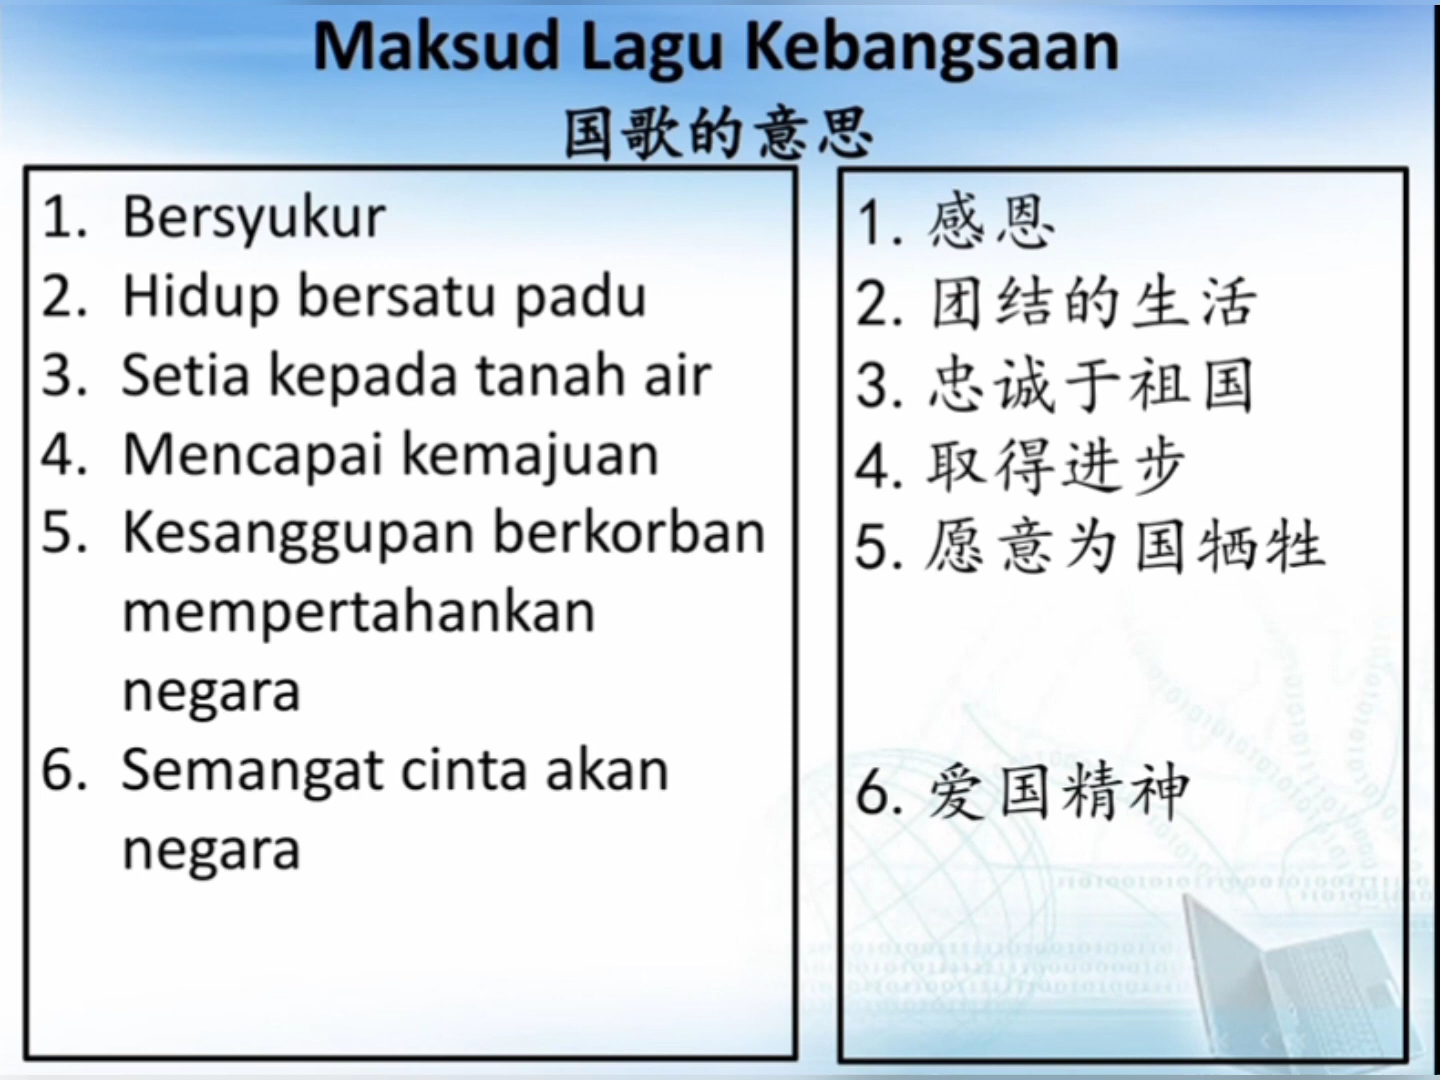 Maksud Lagu Kebangsaan
国歌的意思
1. Bersyukur
2. Hidup bersatu padu
3. Setia kepada tanah air
4. Mencapai kemajuan
5. Kesanggupan berkorban
mempertahankan
negara
6. Semangat cinta akan
negara
1. 感恩
2. 团结的生活
3. 忠诚于祖国
4. 取得进步
5. 愿意为国牺牲
6. 爱国精神